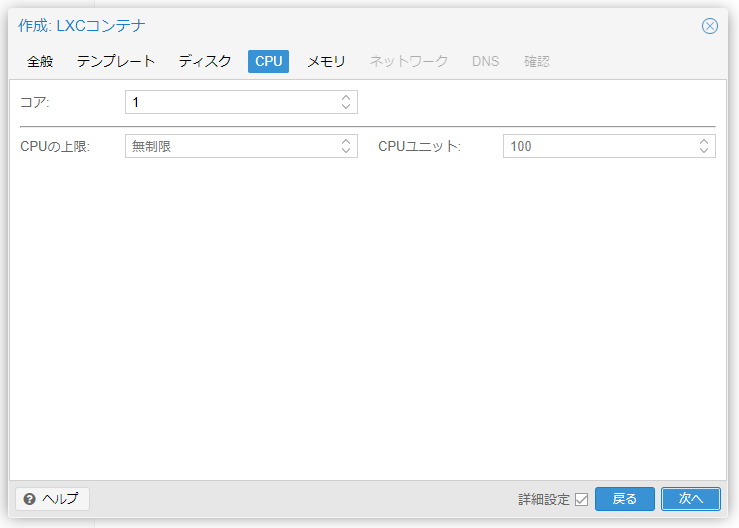 作成: LXCコンテナ
全般 テンプレート ディスク CPU メモリ ネットワーク DNS 確認
コア: 1
CPUの上限: 無制限 CPUユニット: 100
ヘルプ 詳細設定 戻る 次へ